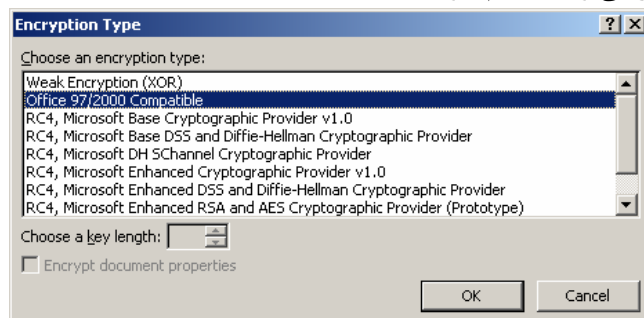 Encryption Type
Choose an encryption type:
Weak Encryption (XOR)
Office 97/2000 Compatible
RC4, Microsoft Base Cryptographic Provider v1.0
RC4, Microsoft Base DSS and Diffie-Hellman Cryptographic Provider
RC4, Microsoft DH SChannel Cryptographic Provider
RC4, Microsoft Enhanced Cryptographic Provider v1.0
RC4, Microsoft Enhanced DSS and Diffie-Hellman Cryptographic Provider
RC4, Microsoft Enhanced RSA and AES Cryptographic Provider (Prototype)
Choose a key length:
Encrypt document properties
OK Cancel